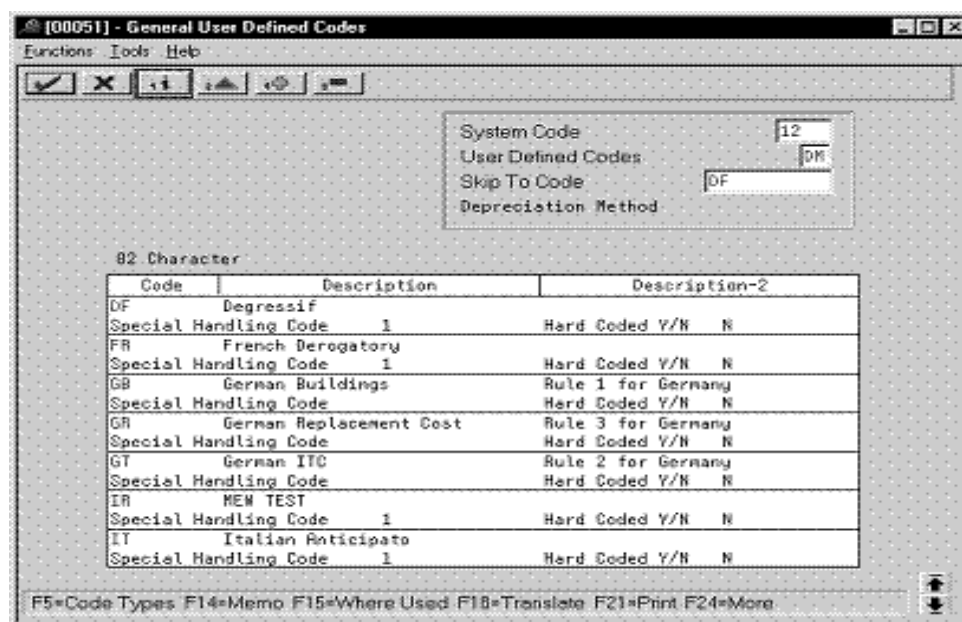 [00051] - General User Defined Codes
Functions Tools Help
System Code 12
User Defined Codes DM
Skip To Code DF
Depreciation Method
02 Character
Code Description Description-2
DF Degressif
Special Handling Code 1 Hard Coded Y/N N
FR French Derogatory
Special Handling Code 1 Hard Coded Y/N N
GB German Buildings Rule 1 for Germany
Special Handling Code Hard Coded Y/N N
GR German Replacement Cost Rule 3 for Germany
Special Handling Code Hard Coded Y/N N
GT German ITC Rule 2 for Germany
Special Handling Code Hard Coded Y/N N
IR MEW TEST
Special Handling Code 1 Hard Coded Y/N N
IT Italian Anticipato
Special Handling Code 1 Hard Coded Y/N N
F5=Code Types F14=Memo F15=Where Used F18=Translate F21=Print F24=More